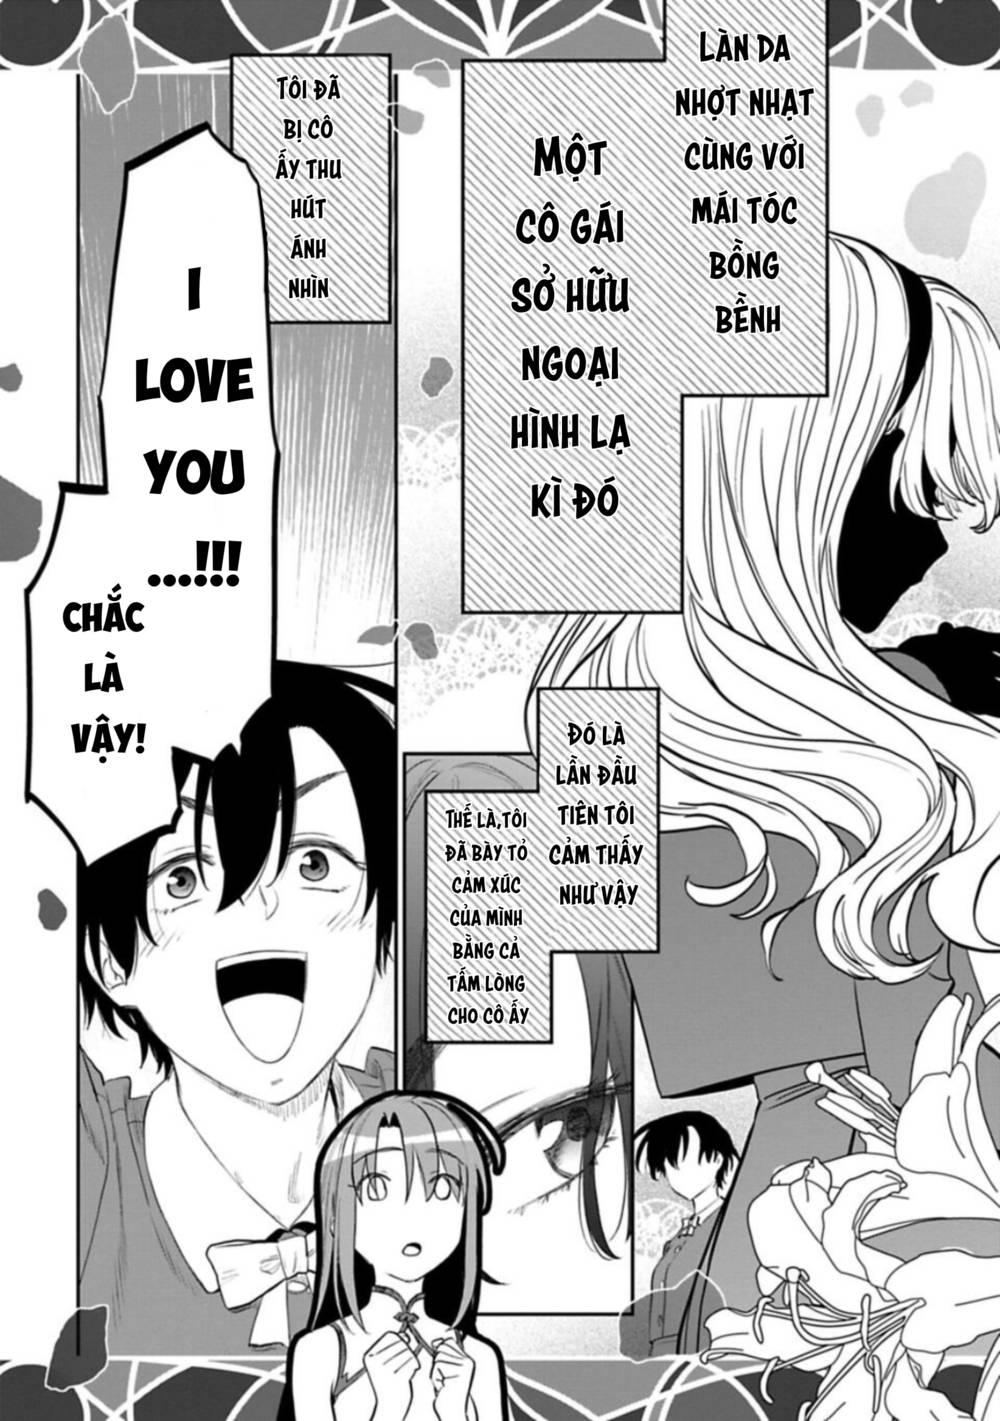 LÀN DA
NHỢT NHẠT
CÙNG VỚI
MÁI TÓC
BỒNG
BỀNH
MỘT
CÔ GÁI
SỞ HỮU
NGOẠI
HÌNH LẠ
KÌ ĐÓ
TÔI ĐÃ
BỊ CÔ
ẤY THU
HÚT
ÁNH
NHÌN
ĐÓ LÀ
LẦN ĐẦU
TIÊN TÔI
CẢM THẤY
NHƯ VẬY
THẾ LÀ,TÔI
ĐÃ BÀY TỎ
CẢM XÚC
CỦA MÌNH
BẰNG CẢ
TẤM LÒNG
CHO CÔ ẤY
I
LOVE
YOU
...!!!
CHẮC
LÀ
VẬY!